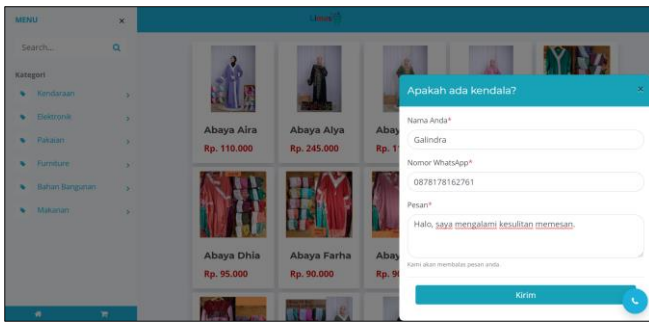 MENU ×
Search...
Kategori
Kendaraan
Elektronik
Pakaian
Furniture
Bahan Bangunan
Makanan
Abaya Aira
Rp. 110.000
Abaya Alya
Rp. 245.000
Abaya Dhia
Rp. 95.000
Abaya Farha
Rp. 90.000
Apakah ada kendala? ×
Nama Anda*
Galindra
Nomor WhatsApp*
0878178162761
Pesan*
Halo, saya mengalami kesulitan memesan.
Kami akan membalas pesan anda.
Kirim